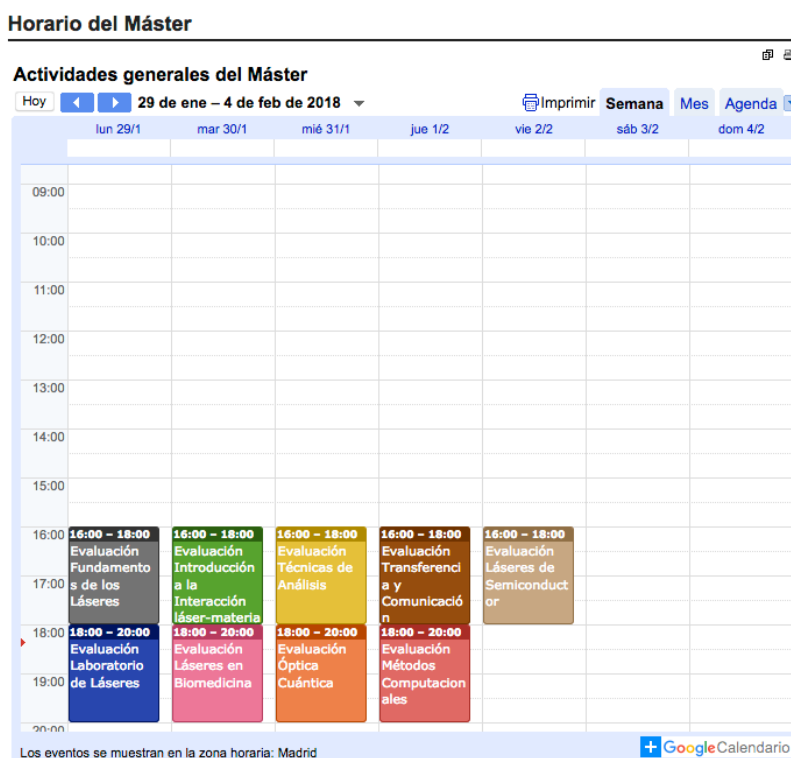 Horario del Máster
Actividades generales del Máster
Hoy 29 de ene – 4 de feb de 2018 Imprimir Semana Mes Agenda
lun 29/1 mar 30/1 mié 31/1 jue 1/2 vie 2/2 sáb 3/2 dom 4/2
09:00
10:00
11:00
12:00
13:00
14:00
15:00
16:00
17:00
18:00
19:00
20:00
16:00 – 18:00
Evaluación
Fundamento
s de los
Láseres
18:00 – 20:00
Evaluación
Laboratorio
de Láseres
16:00 – 18:00
Evaluación
Introducción
a la
Interacción
láser-materia
18:00 – 20:00
Evaluación
Láseres en
Biomedicina
16:00 – 18:00
Evaluación
Técnicas de
Análisis
18:00 – 20:00
Evaluación
Óptica
Cuántica
16:00 – 18:00
Evaluación
Transferenci
a y
Comunicació
n
18:00 – 20:00
Evaluación
Métodos
Computacion
ales
16:00 – 18:00
Evaluación
Láseres de
Semiconduct
or
Los eventos se muestran en la zona horaria: Madrid
Google Calendario